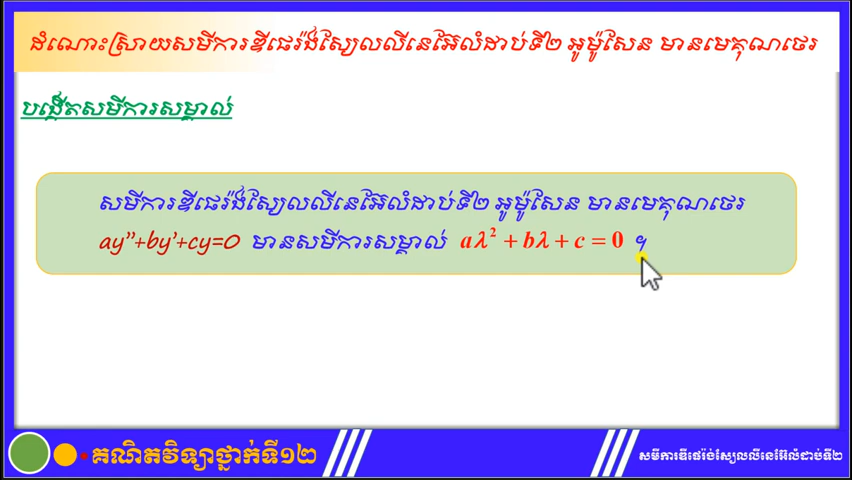 ដំណោះស្រាយសមីការឌីផេរ៉ង់ស្យែលលីនេអ៊ែលំដាប់ទី២ អូម៉ូសែន មានមេគុណថេរ
បង្កើតសមីការសម្គាល់
សមីការឌីផេរ៉ង់ស្យែលលីនេអ៊ែលំដាប់ទី២ អូម៉ូសែន មានមេគុណថេរ
ay”+by’+cy=0 មានសមីការសម្គាល់ aλ² + bλ + c = 0 ។
គណិតវិទ្យាថ្នាក់ទី១២
សមីការឌីផេរ៉ង់ស្យែលលីនេអ៊ែលំដាប់ទី២